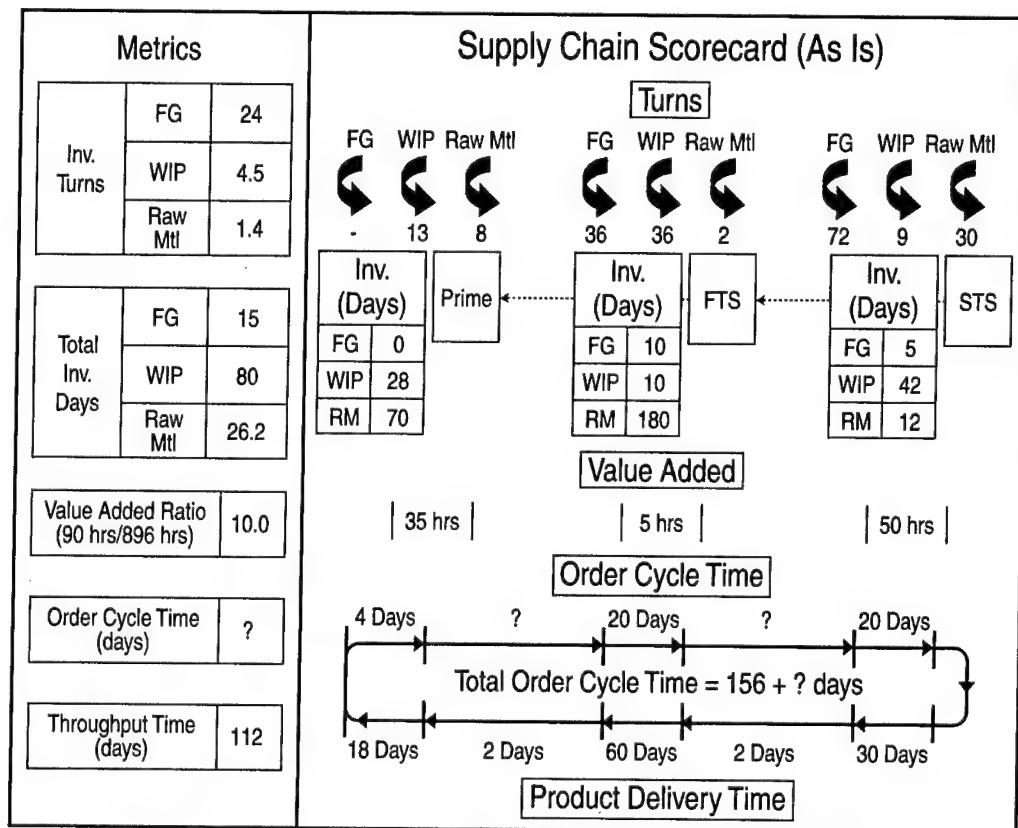 Metrics
Inv.
Turns
FG 24
WIP 4.5
Raw
Mtl 1.4
Total
Inv.
Days
FG 15
WIP 80
Raw
Mtl 26.2
Value Added Ratio
(90 hrs/896 hrs) 10.0
Order Cycle Time
(days) ?
Throughput Time
(days) 112
Supply Chain Scorecard (As Is)
Turns
FG WIP Raw Mtl FG WIP Raw Mtl FG WIP Raw Mtl
- 13 8 36 36 2 72 9 30
Inv.
(Days)
FG 0
WIP 28
RM 70
Prime
Inv.
(Days)
FG 10
WIP 10
RM 180
FTS
Inv.
(Days)
FG 5
WIP 42
RM 12
STS
Value Added
35 hrs 5 hrs 50 hrs
Order Cycle Time
4 Days ? 20 Days ? 20 Days
Total Order Cycle Time = 156 + ? days
18 Days 2 Days 60 Days 2 Days 30 Days
Product Delivery Time